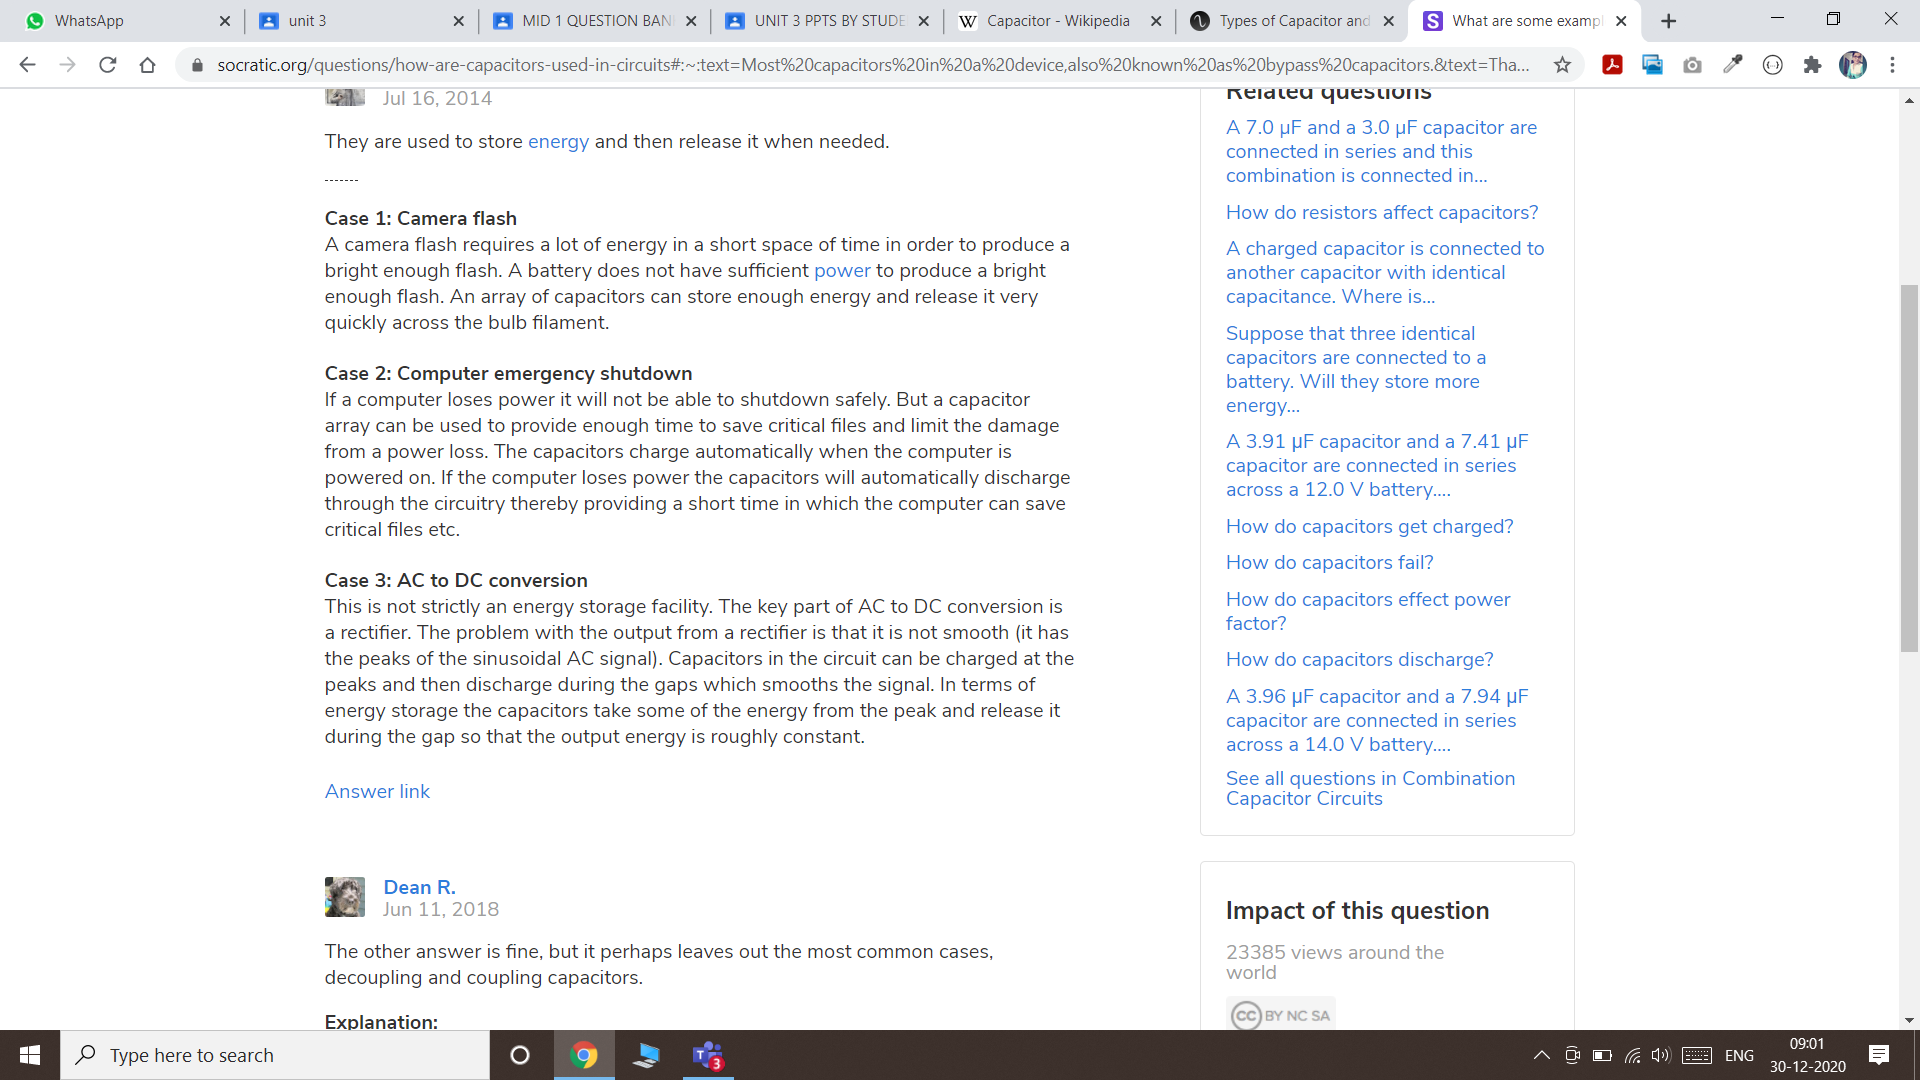 WhatsApp
unit 3
MID 1 QUESTION BAN
UNIT 3 PPTS BY STUDE
Capacitor - Wikipedia
Types of Capacitor and
What are some exampl
socratic.org/questions/how-are-capacitors-used-in-circuits#:~:text=Most%20capacitors%20in%20a%20device,also%20known%20as%20bypass%20capacitors.&text=Tha...
Jul 16, 2014
They are used to store energy and then release it when needed.
-------
Case 1: Camera flash
A camera flash requires a lot of energy in a short space of time in order to produce a
bright enough flash. A battery does not have sufficient power to produce a bright
enough flash. An array of capacitors can store enough energy and release it very
quickly across the bulb filament.
Case 2: Computer emergency shutdown
If a computer loses power it will not be able to shutdown safely. But a capacitor
array can be used to provide enough time to save critical files and limit the damage
from a power loss. The capacitors charge automatically when the computer is
powered on. If the computer loses power the capacitors will automatically discharge
through the circuitry thereby providing a short time in which the computer can save
critical files etc.
Case 3: AC to DC conversion
This is not strictly an energy storage facility. The key part of AC to DC conversion is
a rectifier. The problem with the output from a rectifier is that it is not smooth (it has
the peaks of the sinusoidal AC signal). Capacitors in the circuit can be charged at the
peaks and then discharge during the gaps which smooths the signal. In terms of
energy storage the capacitors take some of the energy from the peak and release it
during the gap so that the output energy is roughly constant.
Answer link
Dean R.
Jun 11, 2018
The other answer is fine, but it perhaps leaves out the most common cases,
decoupling and coupling capacitors.
Explanation:
Related questions
A 7.0 μF and a 3.0 μF capacitor are
connected in series and this
combination is connected in...
How do resistors affect capacitors?
A charged capacitor is connected to
another capacitor with identical
capacitance. Where is...
Suppose that three identical
capacitors are connected to a
battery. Will they store more
energy...
A 3.91 μF capacitor and a 7.41 μF
capacitor are connected in series
across a 12.0 V battery....
How do capacitors get charged?
How do capacitors fail?
How do capacitors effect power
factor?
How do capacitors discharge?
A 3.96 μF capacitor and a 7.94 μF
capacitor are connected in series
across a 14.0 V battery....
See all questions in Combination
Capacitor Circuits
Impact of this question
23385 views around the
world
CC BY NC SA
Type here to search
3
ENG
09:01
30-12-2020